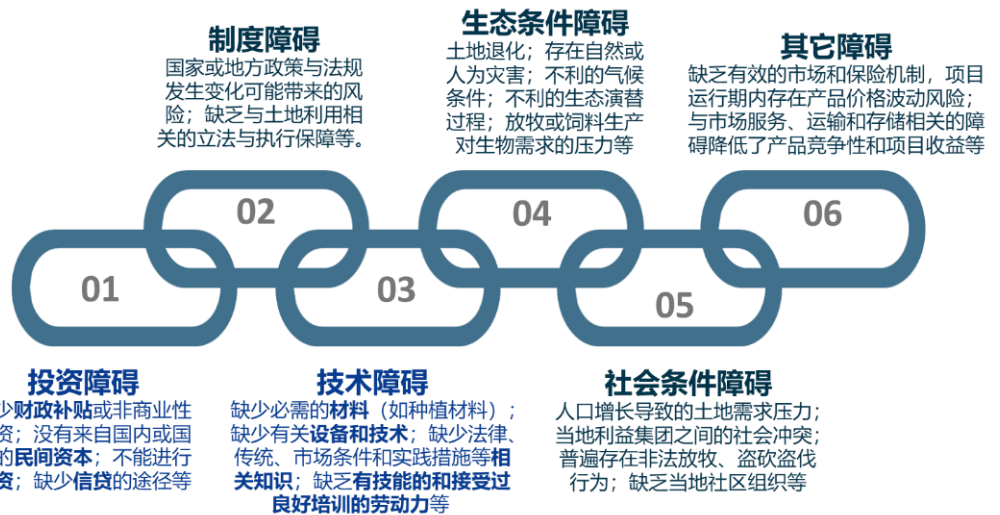 制度障碍
国家或地方政策与法规
发生变化可能带来的风
险；缺乏与土地利用相
关的立法与执行保障等。
生态条件障碍
土地退化；存在自然或
人为灾害；不利的气候
条件；不利的生态演替
过程；放牧或饲料生产
对生物需求的压力等
其它障碍
缺乏有效的市场和保险机制，项目
运行期内存在产品价格波动风险；
与市场服务、运输和存储相关的障
碍降低了产品竞争性和项目收益等
02
04
06
01
03
05
投资障碍
少财政补贴或非商业性
资；没有来自国内或国
的民间资本；不能进行
资；缺少信贷的途径等
技术障碍
缺少必需的材料（如种植材料）；
缺少有关设备和技术；缺少法律、
传统、市场条件和实践措施等相
关知识；缺乏有技能的和接受过
良好培训的劳动力等
社会条件障碍
人口增长导致的土地需求压力；
当地利益集团之间的社会冲突；
普遍存在非法放牧、盗砍盗伐
行为；缺乏当地社区组织等